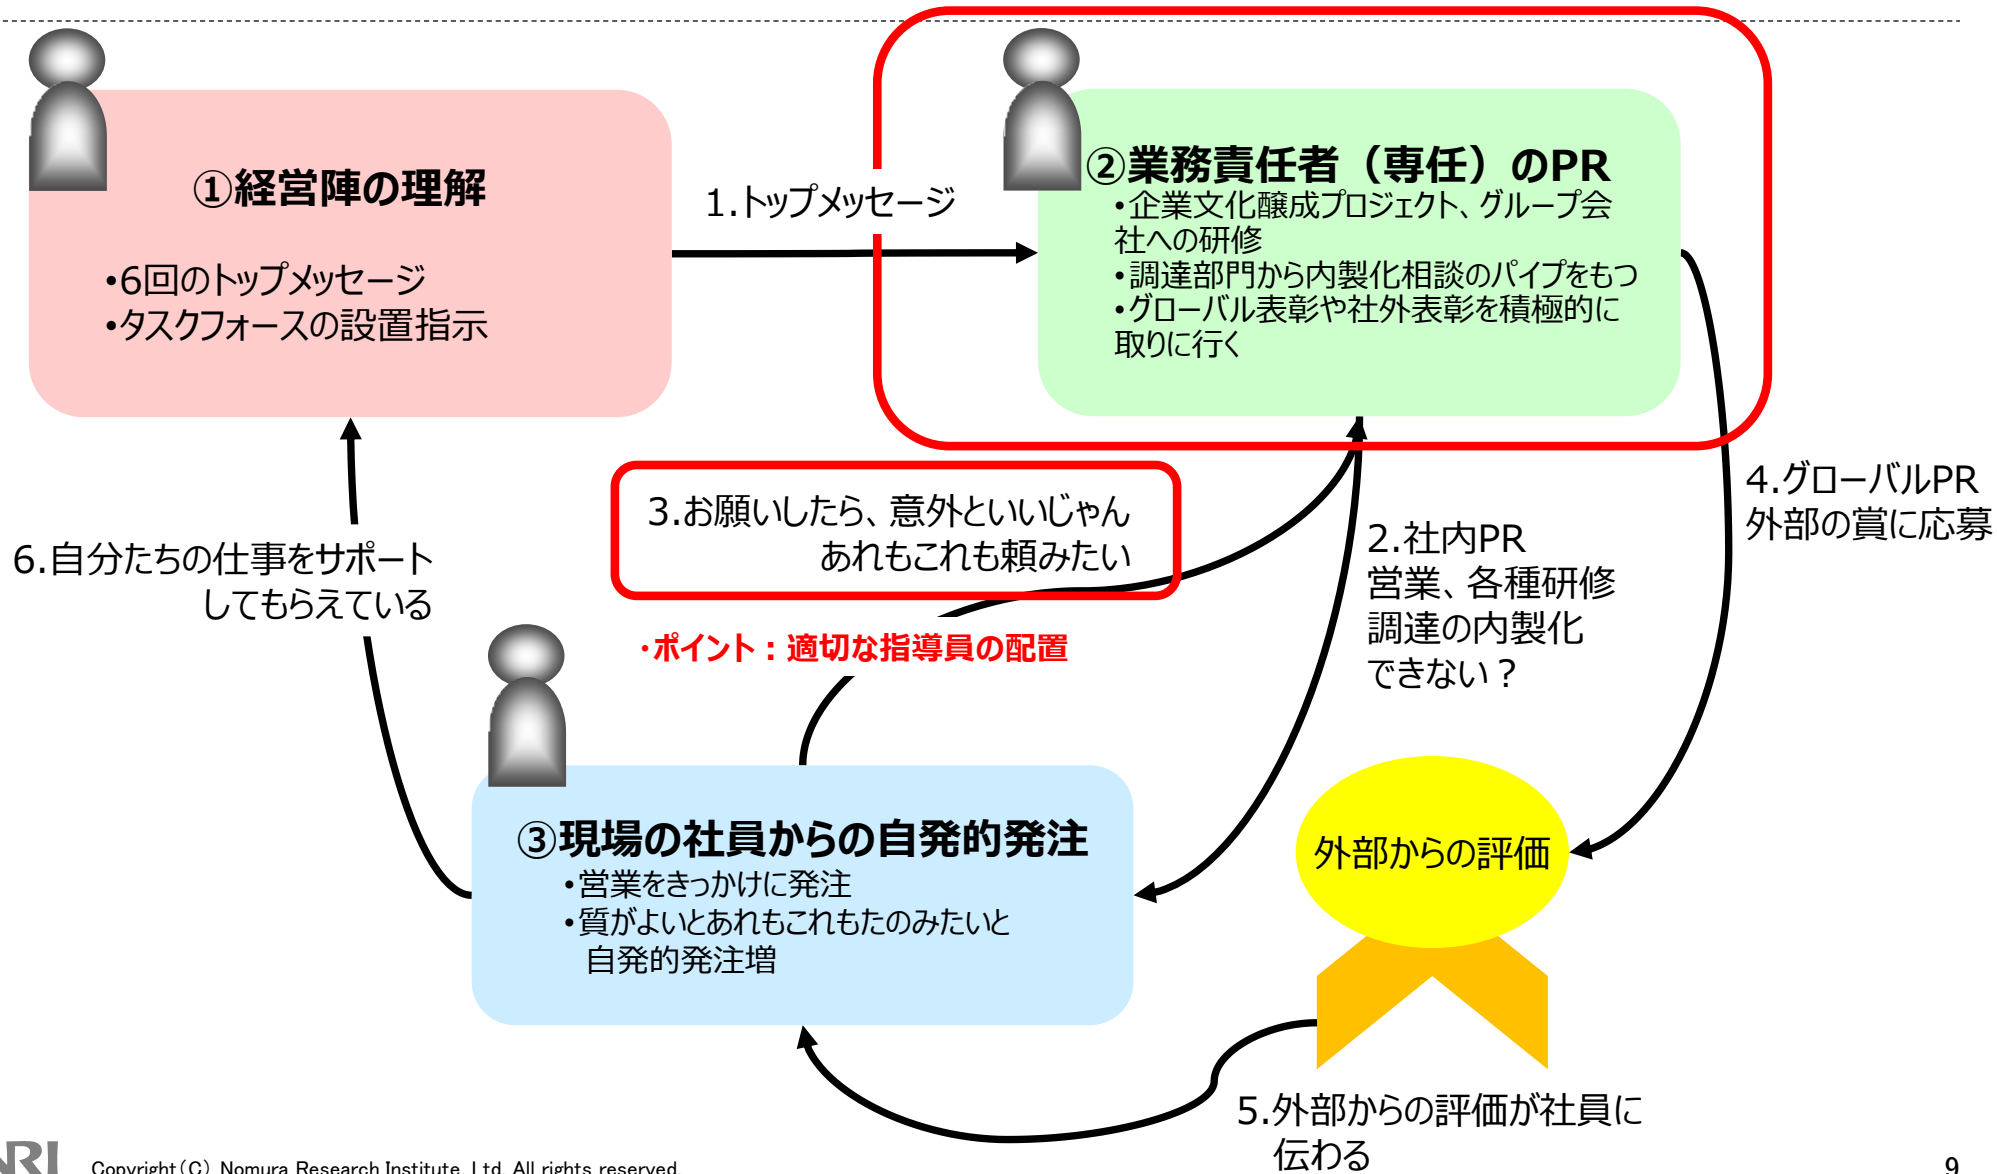 ①経営陣の理解
•6回のトップメッセージ
•タスクフォースの設置指示
1.トップメッセージ
②業務責任者（専任）のPR
•企業文化醸成プロジェクト、グループ会
社への研修
•調達部門から内製化相談のパイプをもつ
•グローバル表彰や社外表彰を積極的に
取りに行く
3.お願いしたら、意外といいじゃん
あれもこれも頼みたい
・ポイント：適切な指導員の配置
2.社内PR
営業、各種研修
調達の内製化
できない？
4.グローバルPR
外部の賞に応募
6.自分たちの仕事をサポート
してもらえている
③現場の社員からの自発的発注
•営業をきっかけに発注
•質がよいとあれもこれもたのみたいと
自発的発注増
外部からの評価
5.外部からの評価が社員に
伝わる
NRI
Copyright（C） Nomura Research Institute, Ltd. All rights reserved.
9